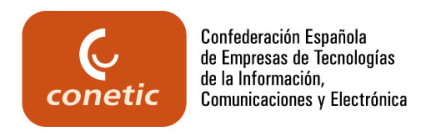 conetic
Confederación Española
de Empresas de Tecnologías
de la Información,
Comunicaciones y Electrónica